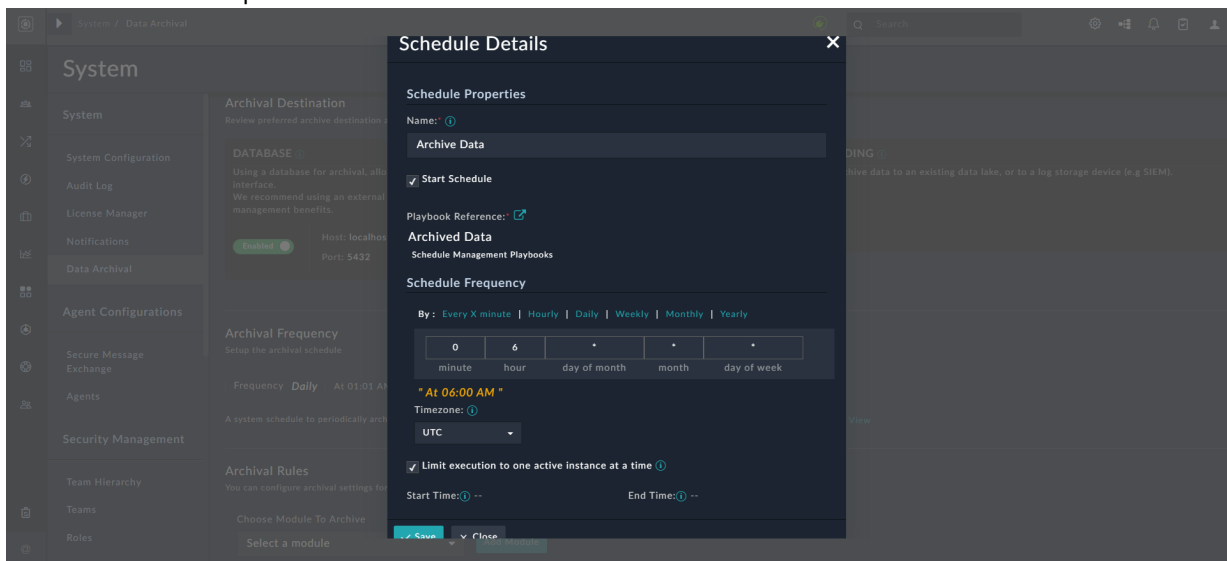 System / Data Archival
Search
System
System
System Configuration
Audit Log
License Manager
Notifications
Data Archival
Agent Configurations
Secure Message
Exchange
Agents
Security Management
Team Hierarchy
Teams
Roles
Archival Destination
Review preferred archive destination a
DATABASE
Using a database for archival, allo
interface.
We recommend using an external
management benefits.
Enabled
Host: localhos
Port: 5432
DING
hive data to an existing data lake, or to a log storage device (e.g SIEM).
Archival Frequency
Setup the archival schedule
Frequency Daily At 01:01 AM
A system schedule to periodically arch
View
Archival Rules
You can configure archival settings for
Choose Module To Archive
Select a module
Add Module
Schedule Details
Schedule Properties
Name:*
Archive Data
Start Schedule
Playbook Reference:*
Archived Data
Schedule Management Playbooks
Schedule Frequency
By : Every X minute | Hourly | Daily | Weekly | Monthly | Yearly
0 6 * * *
minute hour day of month month day of week
" At 06:00 AM "
Timezone:
UTC
Limit execution to one active instance at a time
Start Time: -- End Time: --
Save × Close